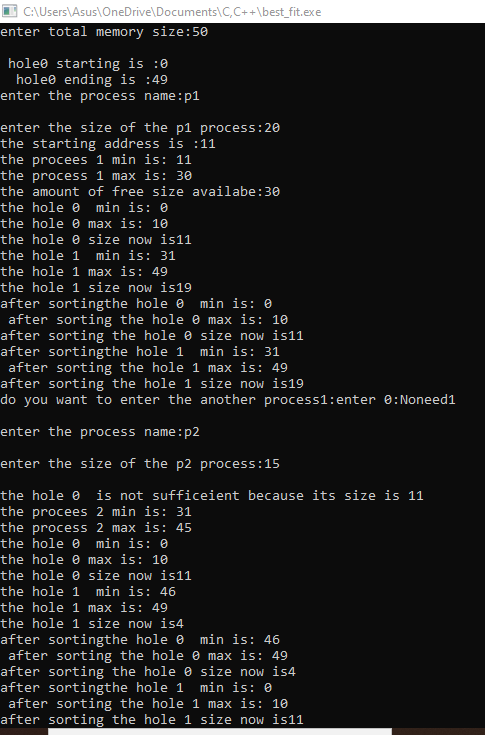 C:\Users\Asus\OneDrive\Documents\C,C++\best_fit.exe
enter total memory size:50
hole0 starting is :0
hole0 ending is :49
enter the process name:p1
enter the size of the p1 process:20
the starting address is :11
the procees 1 min is: 11
the process 1 max is: 30
the amount of free size availabe:30
the hole 0  min is: 0
the hole 0 max is: 10
the hole 0 size now is11
the hole 1  min is: 31
the hole 1 max is: 49
the hole 1 size now is19
after sortingthe hole 0  min is: 0
after sorting the hole 0 max is: 10
after sorting the hole 0 size now is11
after sortingthe hole 1  min is: 31
after sorting the hole 1 max is: 49
after sorting the hole 1 size now is19
do you want to enter the another process1:enter 0:Noneed1
enter the process name:p2
enter the size of the p2 process:15
the hole 0  is not sufficeient because its size is 11
the procees 2 min is: 31
the process 2 max is: 45
the hole 0  min is: 0
the hole 0 max is: 10
the hole 0 size now is11
the hole 1  min is: 46
the hole 1 max is: 49
the hole 1 size now is4
after sortingthe hole 0  min is: 46
after sorting the hole 0 max is: 49
after sorting the hole 0 size now is4
after sortingthe hole 1  min is: 0
after sorting the hole 1 max is: 10
after sorting the hole 1 size now is11